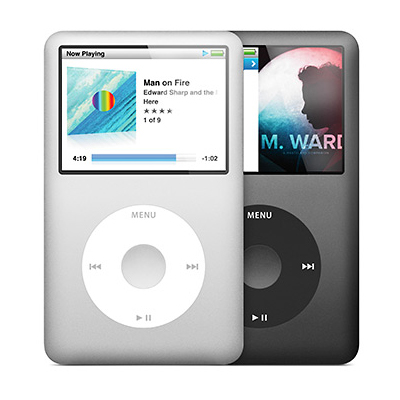 Now Playing
Man on Fire
Edward Sharp and the
Here
1 of 9
4:19
-1:02
MENU
M. WARD
MENU